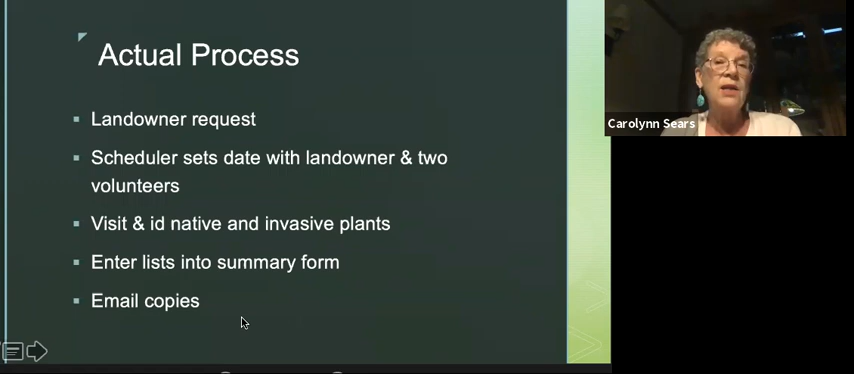 Actual Process
Landowner request
Scheduler sets date with landowner & two
volunteers
Visit & id native and invasive plants
Enter lists into summary form
Email copies
Carolynn Sears